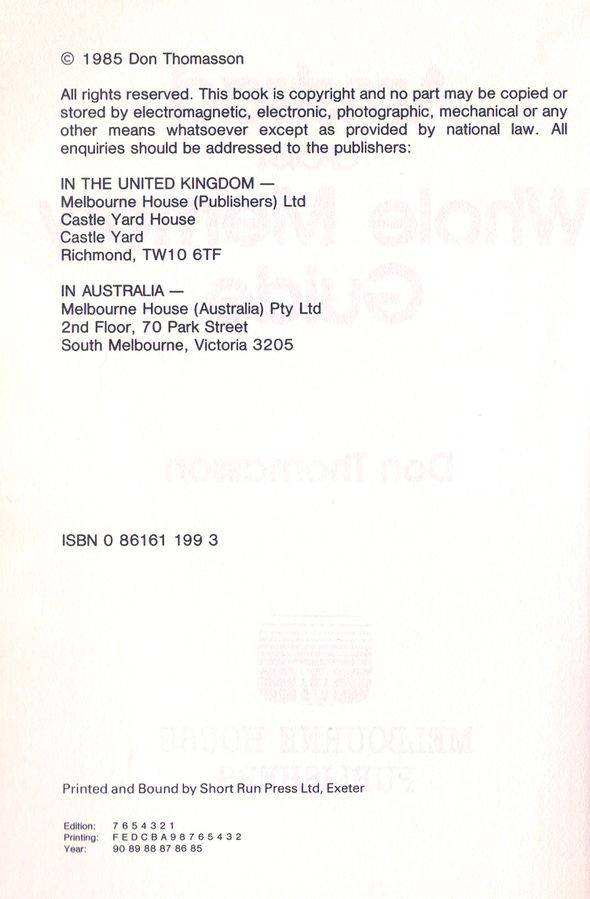 © 1985 Don Thomasson
All rights reserved. This book is copyright and no part may be copied or
stored by electromagnetic, electronic, photographic, mechanical or any
other means whatsoever except as provided by national law. All
enquiries should be addressed to the publishers:
IN THE UNITED KINGDOM —
Melbourne House (Publishers) Ltd
Castle Yard House
Castle Yard
Richmond, TW10 6TF
IN AUSTRALIA —
Melbourne House (Australia) Pty Ltd
2nd Floor, 70 Park Street
South Melbourne, Victoria 3205
ISBN 0 86161 199 3
Printed and Bound by Short Run Press Ltd, Exeter
Edition: 7 6 5 4 3 2 1
Printing: F E D C B A 9 8 7 6 5 4 3 2
Year: 90 89 88 87 86 85